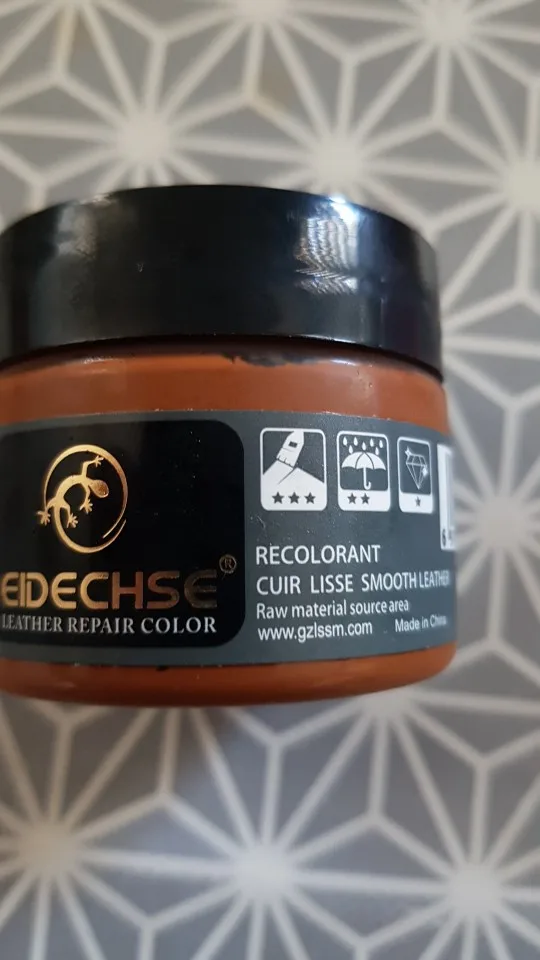 EIDECHSE®
LEATHER REPAIR COLOR
RECOLORANT
CUIR LISSE SMOOTH LEATHER
Raw material source area
www.gzlssm.com Made in China